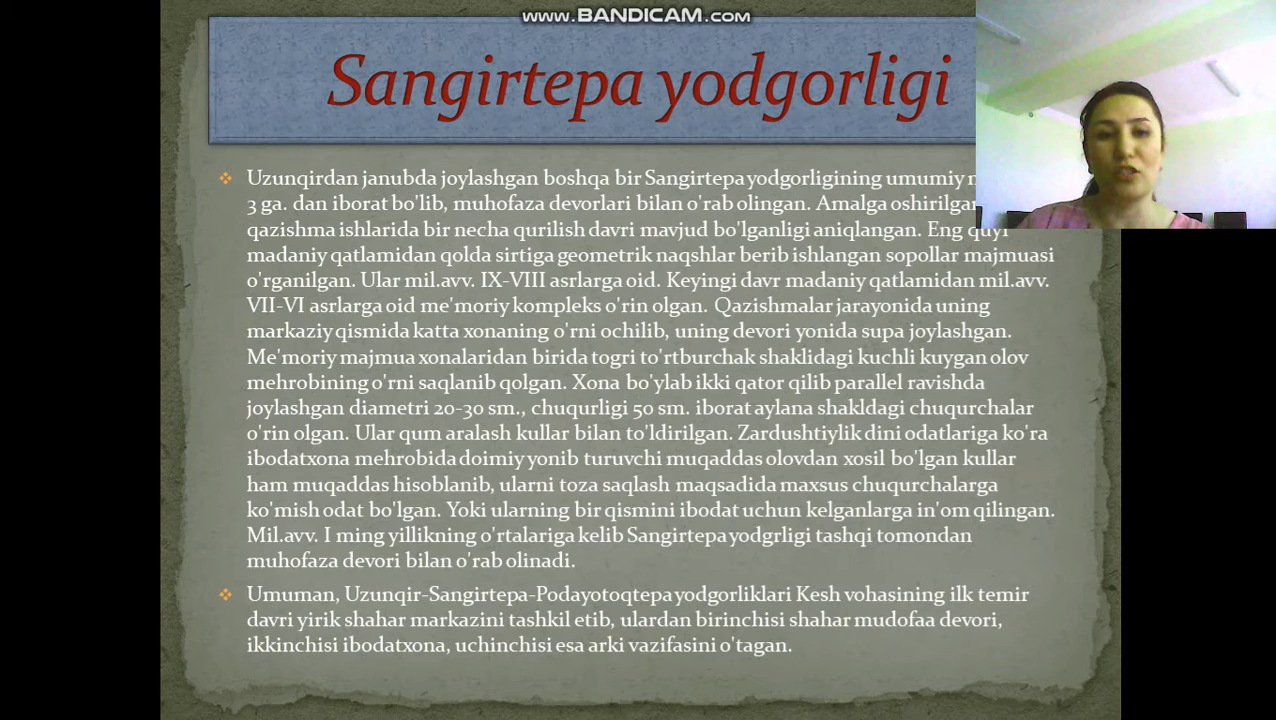 WWW.BANDICAM.COM
Sangirtepa yodgorligi
Uzunqirdan janubda joylashgan boshqa bir Sangirtepa yodgorligining umumiy
3 ga. dan iborat bo'lib, muhofaza devorlari bilan o'rab olingan. Amalga oshirilgan
qazishma ishlarida bir necha qurilish davri mavjud bo'lganligi aniqlangan. Eng quyi
madaniy qatlamidan qolda sirtiga geometrik naqshlar berib ishlangan sopollar majmuasi
o'rganilgan. Ular mil.avv. IX-VIII asrlarga oid. Keyingi davr madaniy qatlamidan mil.avv.
VII-VI asrlarga oid me'moriy kompleks o'rin olgan. Qazishmalar jarayonida uning
markaziy qismida katta xonaning o'rni ochilib, uning devori yonida supa joylashgan.
Me'moriy majmua xonalaridan birida togri to'rtburchak shaklidagi kuchli kuygan olov
mehrobining o'rni saqlanib qolgan. Xona bo'ylab ikki qator qilib parallel ravishda
joylashgan diametri 20-30 sm., chuqurligi 50 sm. iborat aylana shakldagi chuqurchalar
o'rin olgan. Ular qum aralash kullar bilan to'ldirilgan. Zardushtiylik dini odatlariga ko'ra
ibodatxona mehrobida doimiy yonib turuvchi muqaddas olovdan xosil bo'lgan kullar
ham muqaddas hisoblanib, ularni toza saqlash maqsadida maxsus chuqurchalarga
ko'mish odat bo'lgan. Yoki ularning bir qismini ibodat uchun kelganlarga in'om qilingan.
Mil.avv. I ming yillikning o'rtalariga kelib Sangirtepa yodgrligi tashqi tomondan
muhofaza devori bilan o'rab olinadi.
Umuman, Uzunqir-Sangirtepa-Podayotoqtepa yodgorliklari Kesh vohasining ilk temir
davri yirik shahar markazini tashkil etib, ulardan birinchisi shahar mudofaa devori,
ikkinchisi ibodatxona, uchinchisi esa arki vazifasini o'tagan.